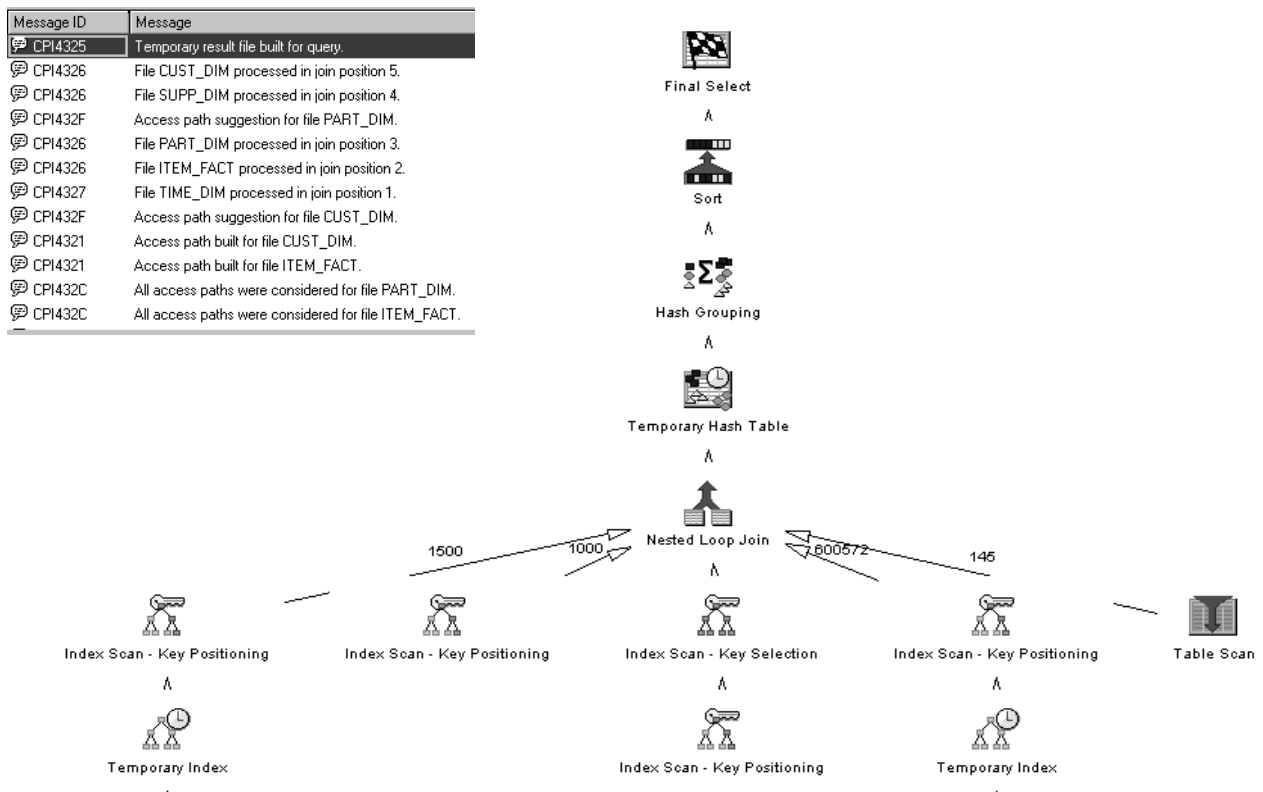 Message ID Message
CPI4325 Temporary result file built for query.
CPI4326 File CUST_DIM processed in join position 5.
CPI4326 File SUPP_DIM processed in join position 4.
CPI432F Access path suggestion for file PART_DIM.
CPI4326 File PART_DIM processed in join position 3.
CPI4326 File ITEM_FACT processed in join position 2.
CPI4327 File TIME_DIM processed in join position 1.
CPI432F Access path suggestion for file CUST_DIM.
CPI4321 Access path built for file CUST_DIM.
CPI4321 Access path built for file ITEM_FACT.
CPI432C All access paths were considered for file PART_DIM.
CPI432C All access paths were considered for file ITEM_FACT.
Final Select
Sort
Hash Grouping
Temporary Hash Table
Nested Loop Join
1500 1000 600572 145
Index Scan - Key Positioning Index Scan - Key Positioning Index Scan - Key Selection Index Scan - Key Positioning Table Scan
Temporary Index Index Scan - Key Positioning Temporary Index